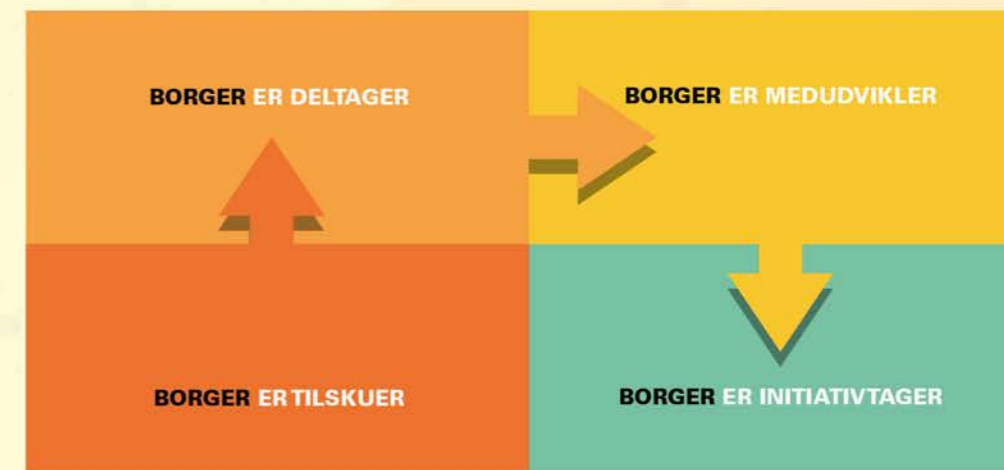 BORGER ER DELTAGER
BORGER ER MEDUDVIKLER
BORGER ER TILSKUER
BORGER ER INITIATIVTAGER